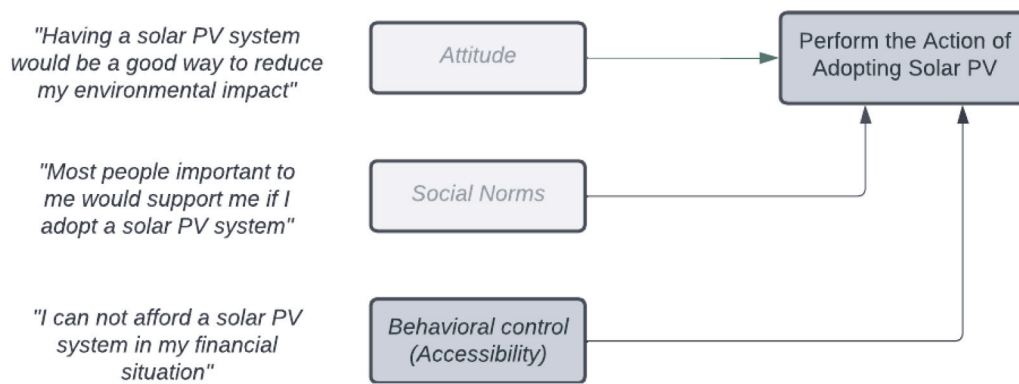 "Having a solar PV system
would be a good way to reduce
my environmental impact"
Attitude
Perform the Action of
Adopting Solar PV
"Most people important to
me would support me if I
adopt a solar PV system"
Social Norms
"I can not afford a solar PV
system in my financial
situation"
Behavioral control
(Accessibility)